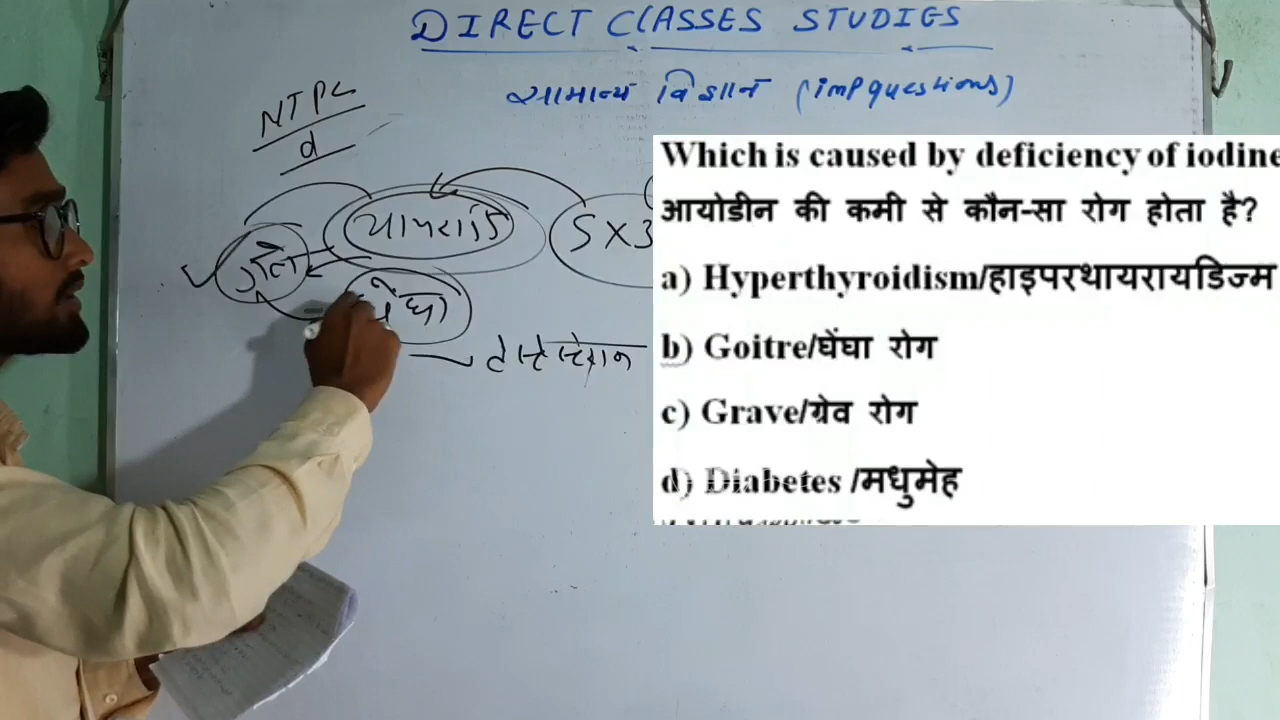 DIRECT ClASSES STUDIES
सामान्य विज्ञान (imp questions)
NTPC
d
थायराइड
5x3
घेंघा
Which is caused by deficiency of iodine
आयोडीन की कमी से कौन-सा रोग होता है?
a) Hyperthyroidism/हाइपरथायरायडिज्म
b) Goitre/घेंघा रोग
c) Grave/ग्रेव रोग
d) Diabetes /मधुमेह